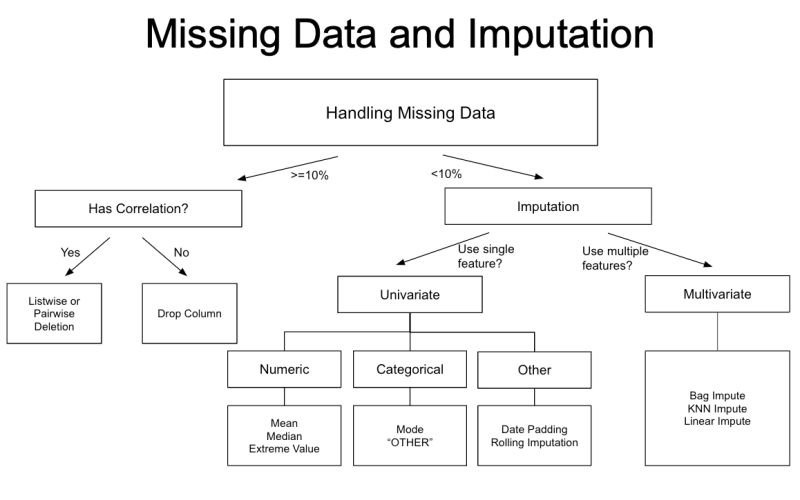 Missing Data and Imputation
Handling Missing Data
>=10%
<10%
Has Correlation?
Imputation
Yes
No
Use single
feature?
Use multiple
features?
Listwise or
Pairwise
Deletion
Drop Column
Univariate
Multivariate
Numeric
Categorical
Other
Mean
Median
Extreme Value
Mode
“OTHER”
Date Padding
Rolling Imputation
Bag Impute
KNN Impute
Linear Impute